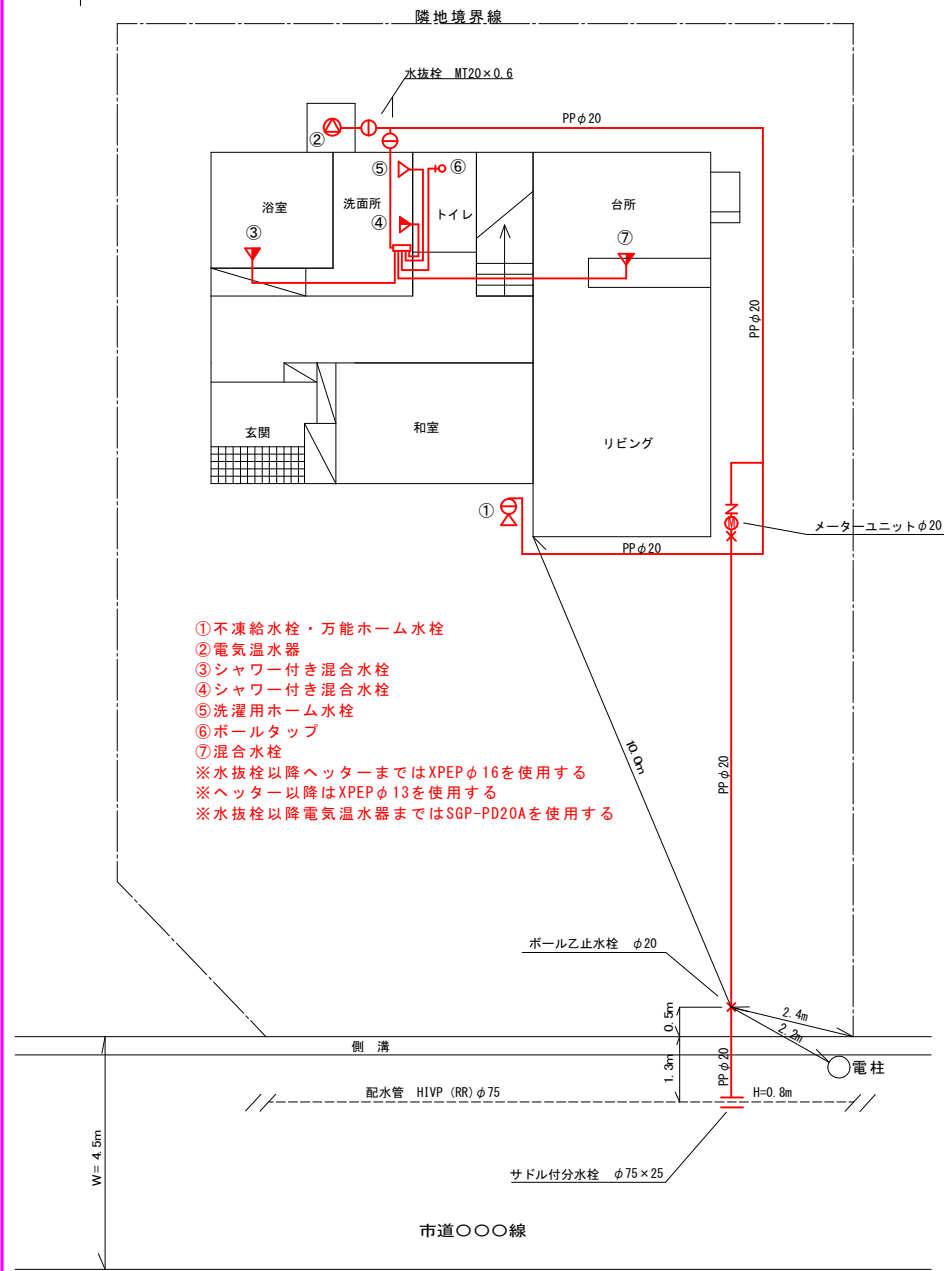 隣地境界線
水抜栓 MT20×0.6
PPφ20
②
⑤
⑥
浴室
洗面所
トイレ
台所
④
③
⑦
PPφ20
玄関
和室
リビング
①
M
メーターユニットφ20
PPφ20
①不凍給水栓・万能ホーム水栓
②電気温水器
③シャワー付き混合水栓
④シャワー付き混合水栓
⑤洗濯用ホーム水栓
⑥ボールタップ
⑦混合水栓
※水抜栓以降ヘッターまではXPEPφ16を使用する
※ヘッター以降はXPEPφ13を使用する
※水抜栓以降電気温水器まではSGP-PD20Aを使用する
10.0m
PPφ20
ボール乙止水栓 φ20
0.5m
2.4m
2.2m
側 溝
1.3m
PPφ20
電柱
配水管 HIVP (RR)φ75
H=0.8m
W=4.5m
サドル付分水栓 φ75×25
市道○○○線